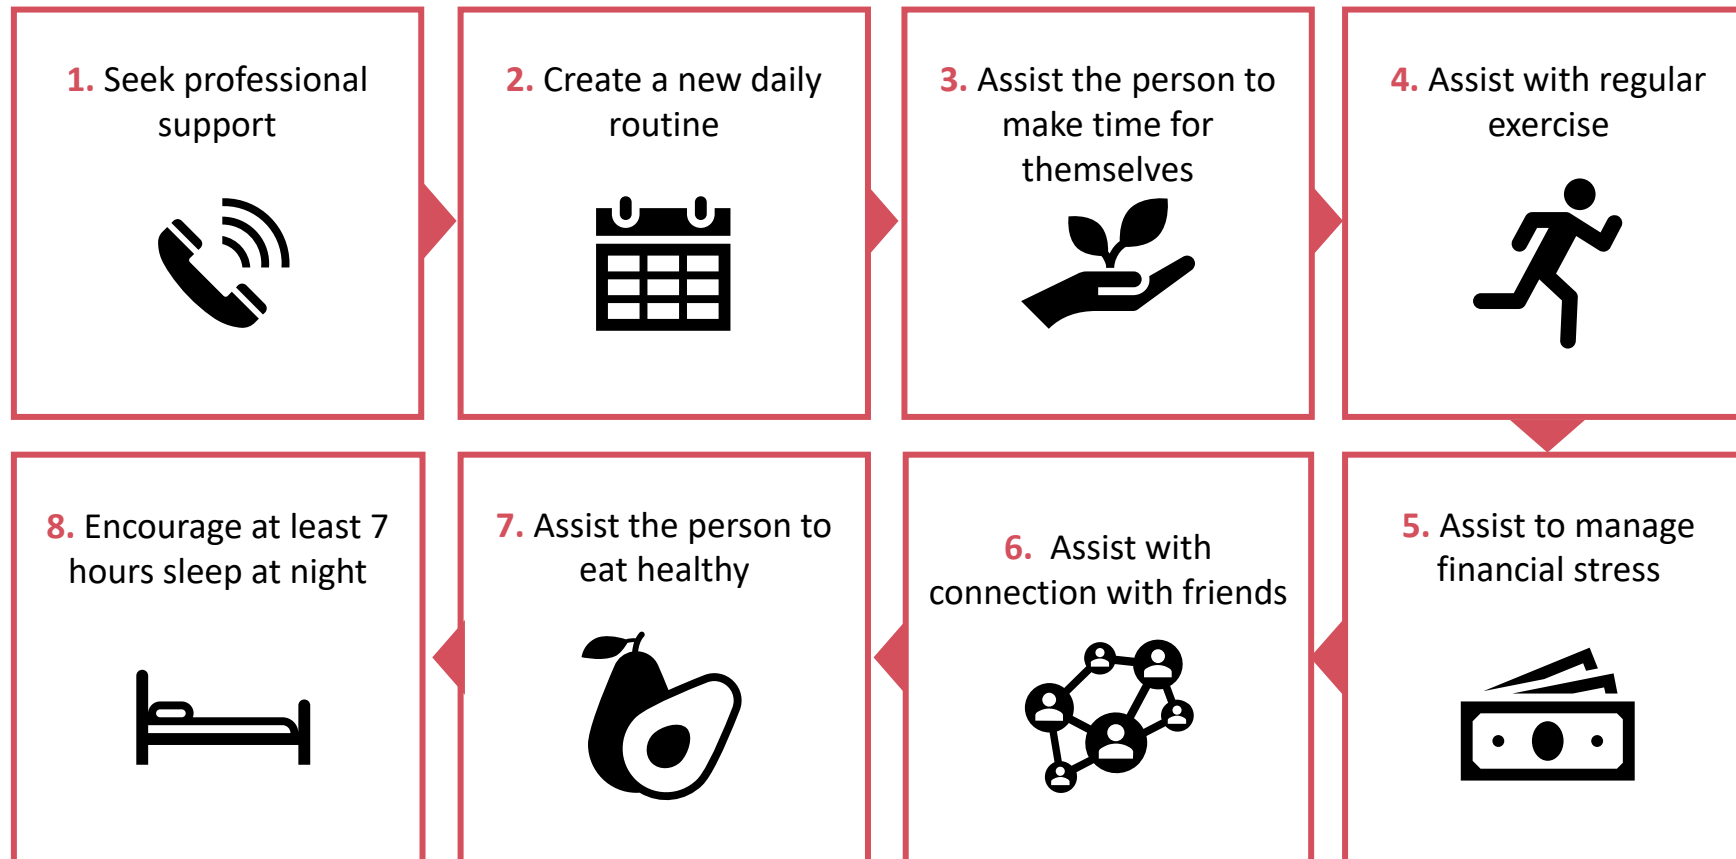 1. Seek professional
support
2. Create a new daily
routine
3. Assist the person to
make time for
themselves
4. Assist with regular
exercise
5. Assist to manage
financial stress
6. Assist with
connection with friends
7. Assist the person to
eat healthy
8. Encourage at least 7
hours sleep at night